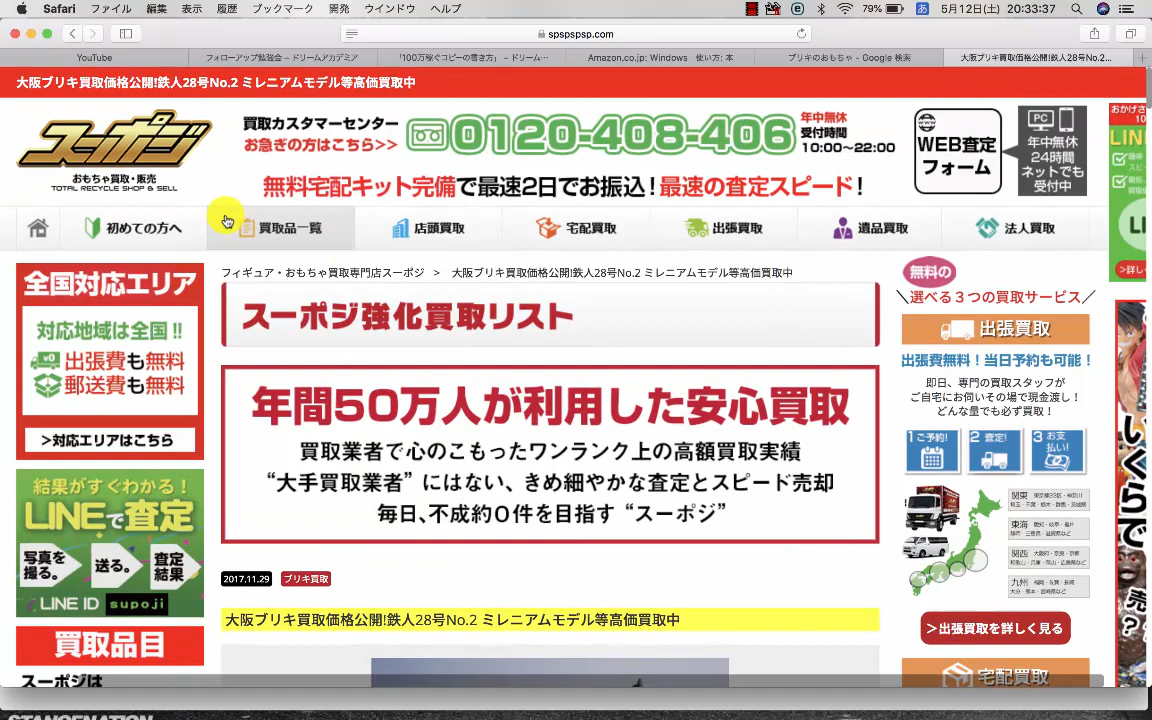 Safari ファイル 編集 表示 履歴 ブックマーク 開発 ウインドウ ヘルプ
79% あ 5月12日(土) 20:33:37
spspspsp.com
YouTube
フォローアップ勉強会 – ドリームアカデミア
「100万稼ぐコピーの書き方」 – ドリーム…
Amazon.co.jp: Windows 使い方: 本
ブリキのおもちゃ - Google 検索
大阪ブリキ買取価格公開!鉄人28号No.2...
大阪ブリキ買取価格公開!鉄人28号No.2 ミレニアムモデル等高価買取中
スーポジ
おもちゃ買取・販売
TOTAL RECYCLE SHOP & SELL
買取カスタマーセンター
お急ぎの方はこちら>>
0120-408-406
年中無休
受付時間
10:00〜22:00
無料宅配キット完備で最速2日でお振込！最速の査定スピード！
WEB査定
フォーム
PC
年中無休
24時間
ネットでも
受付中
おかげさ
10
LIN
初めての方へ
買取品一覧
店頭買取
宅配買取
出張買取
遺品買取
法人買取
LI
>詳し
全国対応エリア
対応地域は全国!!
¥0
出張費も無料
郵送費も無料
>対応エリアはこちら
結果がすぐわかる！
LINEで査定
写真を
撮る。
送る。
査定
結果
LINE ID supoji
買取品目
スーポジは
フィギュア・おもちゃ買取専門店スーポジ > 大阪ブリキ買取価格公開!鉄人28号No.2 ミレニアムモデル等高価買取中
スーポジ強化買取リスト
年間50万人が利用した安心買取
買取業者で心のこもったワンランク上の高額買取実績
“大手買取業者” にはない、きめ細やかな査定とスピード売却
毎日、不成約0件を目指す “スーポジ”
2017.11.29 ブリキ買取
大阪ブリキ買取価格公開!鉄人28号No.2 ミレニアムモデル等高価買取中
無料の
＼選べる３つの買取サービス／
出張買取
出張費無料！当日予約も可能！
即日、専門の買取スタッフが
ご自宅にお伺いその場で現金渡し！
どんな量でも必ず買取！
1 ご予約!
2 査定!
3 お支払い!
関東
東海
関西
九州
>出張買取を詳しく見る
宅配買取
いくらで
売
？
STANCENATION